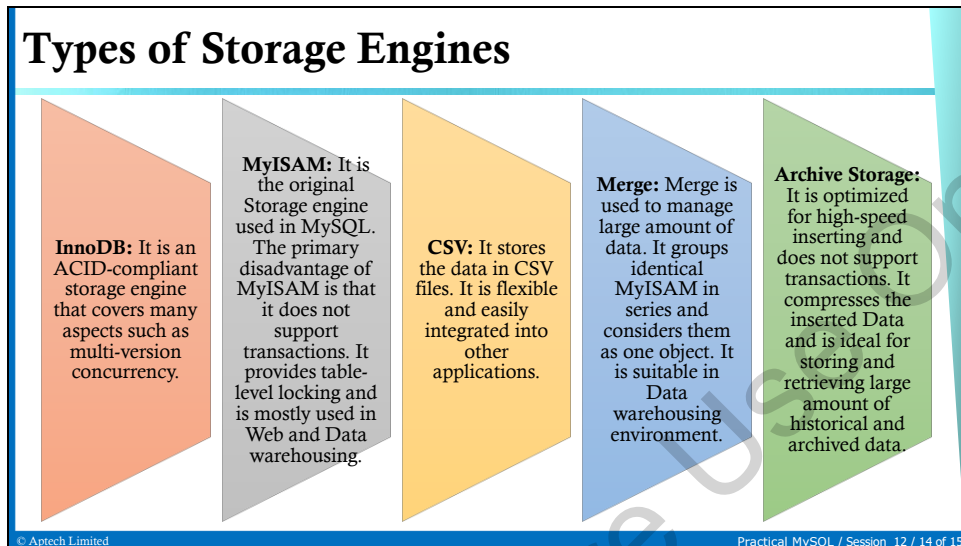 Types of Storage Engines
InnoDB: It is an
ACID-compliant
storage engine
that covers many
aspects such as
multi-version
concurrency.
MyISAM: It is
the original
Storage engine
used in MySQL.
The primary
disadvantage of
MyISAM is that
it does not
support
transactions. It
provides table-
level locking and
is mostly used in
Web and Data
warehousing.
CSV: It stores
the data in CSV
files. It is flexible
and easily
integrated into
other
applications.
Merge: Merge is
used to manage
large amount of
data. It groups
identical
MyISAM in
series and
considers them
as one object. It
is suitable in
Data
warehousing
environment.
Archive Storage:
It is optimized
for high-speed
inserting and
does not support
transactions. It
compresses the
inserted Data
and is ideal for
storing and
retrieving large
amount of
historical and
archived data.
Use
© Aptech Limited
Practical MySQL / Session 12 / 14 of 15